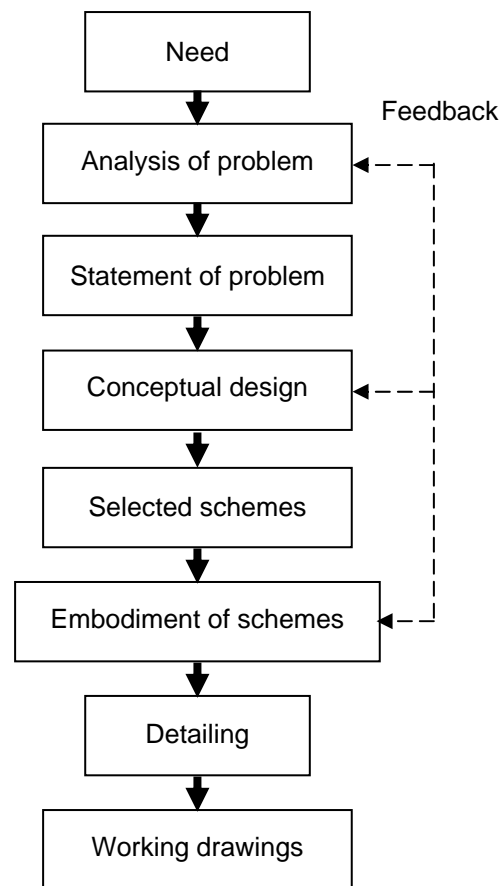 Need
Feedback
Analysis of problem
Statement of problem
Conceptual design
Selected schemes
Embodiment of schemes
Detailing
Working drawings